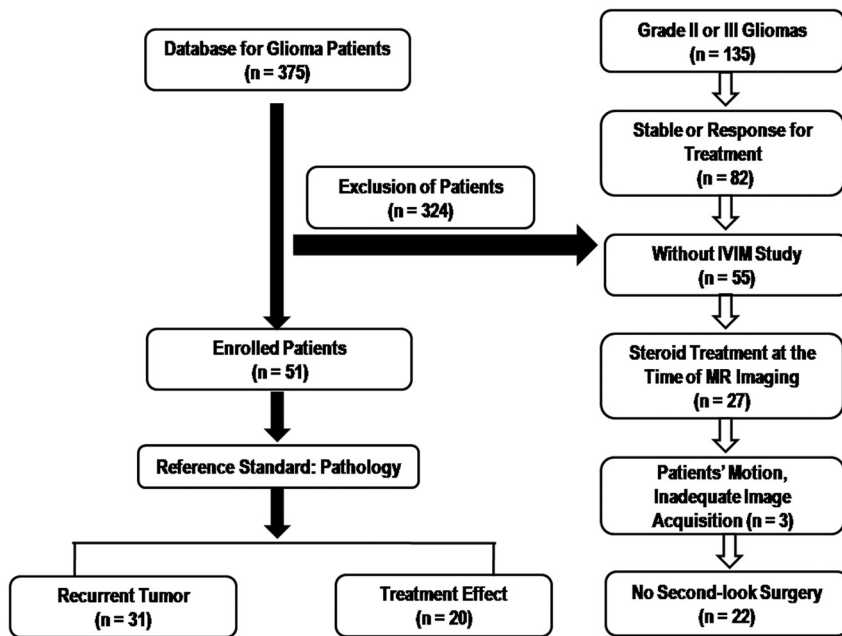 Database for Glioma Patients
(n = 375)
Exclusion of Patients
(n = 324)
Enrolled Patients
(n = 51)
Reference Standard: Pathology
Recurrent Tumor
(n = 31)
Treatment Effect
(n = 20)
Grade II or III Gliomas
(n = 135)
Stable or Response for
Treatment
(n = 82)
Without IVIM Study
(n = 55)
Steroid Treatment at the
Time of MR Imaging
(n = 27)
Patients' Motion,
Inadequate Image
Acquisition (n = 3)
No Second-look Surgery
(n = 22)